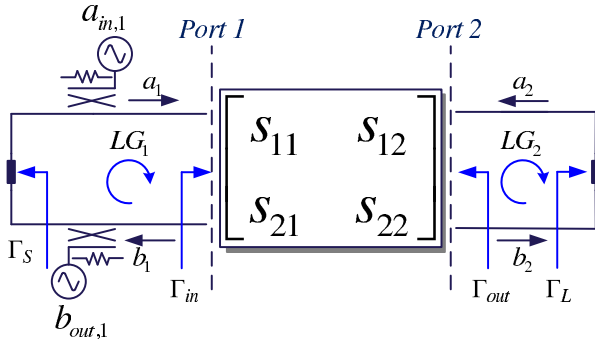 a_{in,1}
Port 1
Port 2
a_1
a_2
S_{11} S_{12}
LG_1
LG_2
S_{21} S_{22}
Γ_S
b_1
Γ_{in}
Γ_{out}
b_2
Γ_L
b_{out,1}